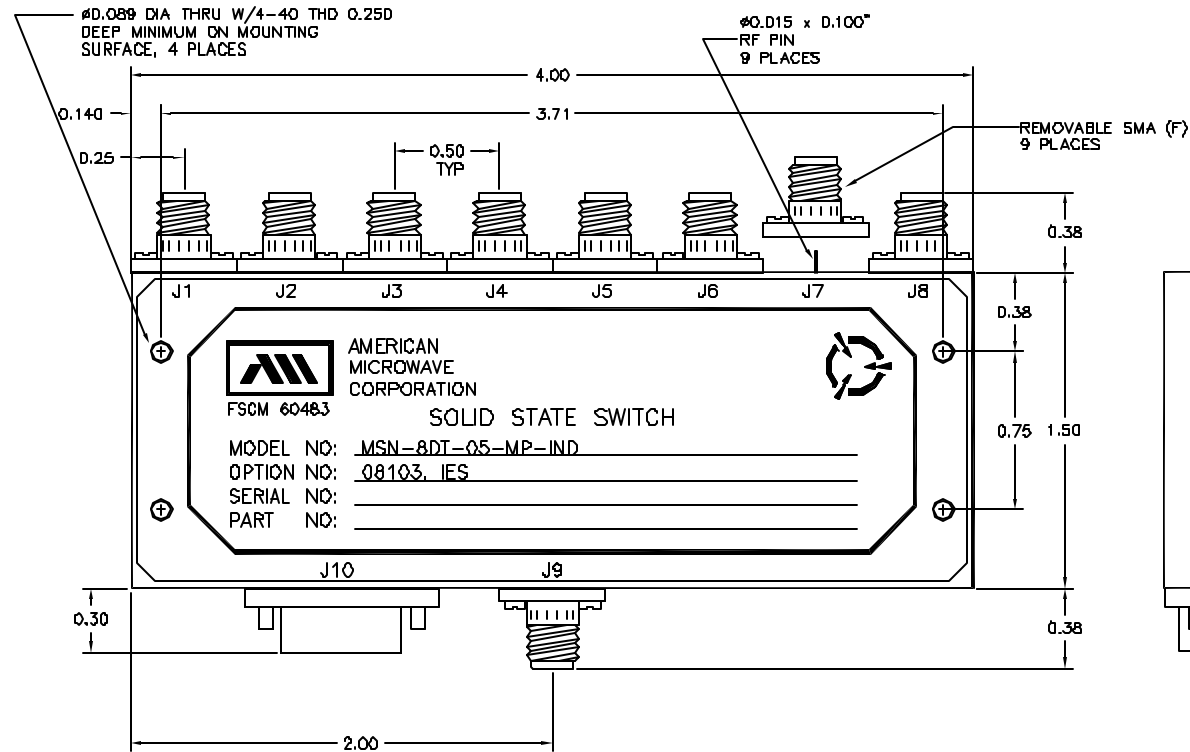 ø0.089 DIA THRU W/4-40 THD 0.250
DEEP MINIMUM ON MOUNTING
SURFACE, 4 PLACES
ø0.015 x 0.100"
RF PIN
9 PLACES
4.00
0.140
3.71
REMOVABLE SMA (F)
9 PLACES
0.25
0.50
TYP
0.38
J1 J2 J3 J4 J5 J6 J7 J8
0.38
AMERICAN
MICROWAVE
CORPORATION
FSCM 60483
SOLID STATE SWITCH
0.75 1.50
MODEL NO: MSN-8DT-05-MP-IND
OPTION NO: 08103, IES
SERIAL NO:
PART NO:
J10 J9
0.30
0.38
2.00